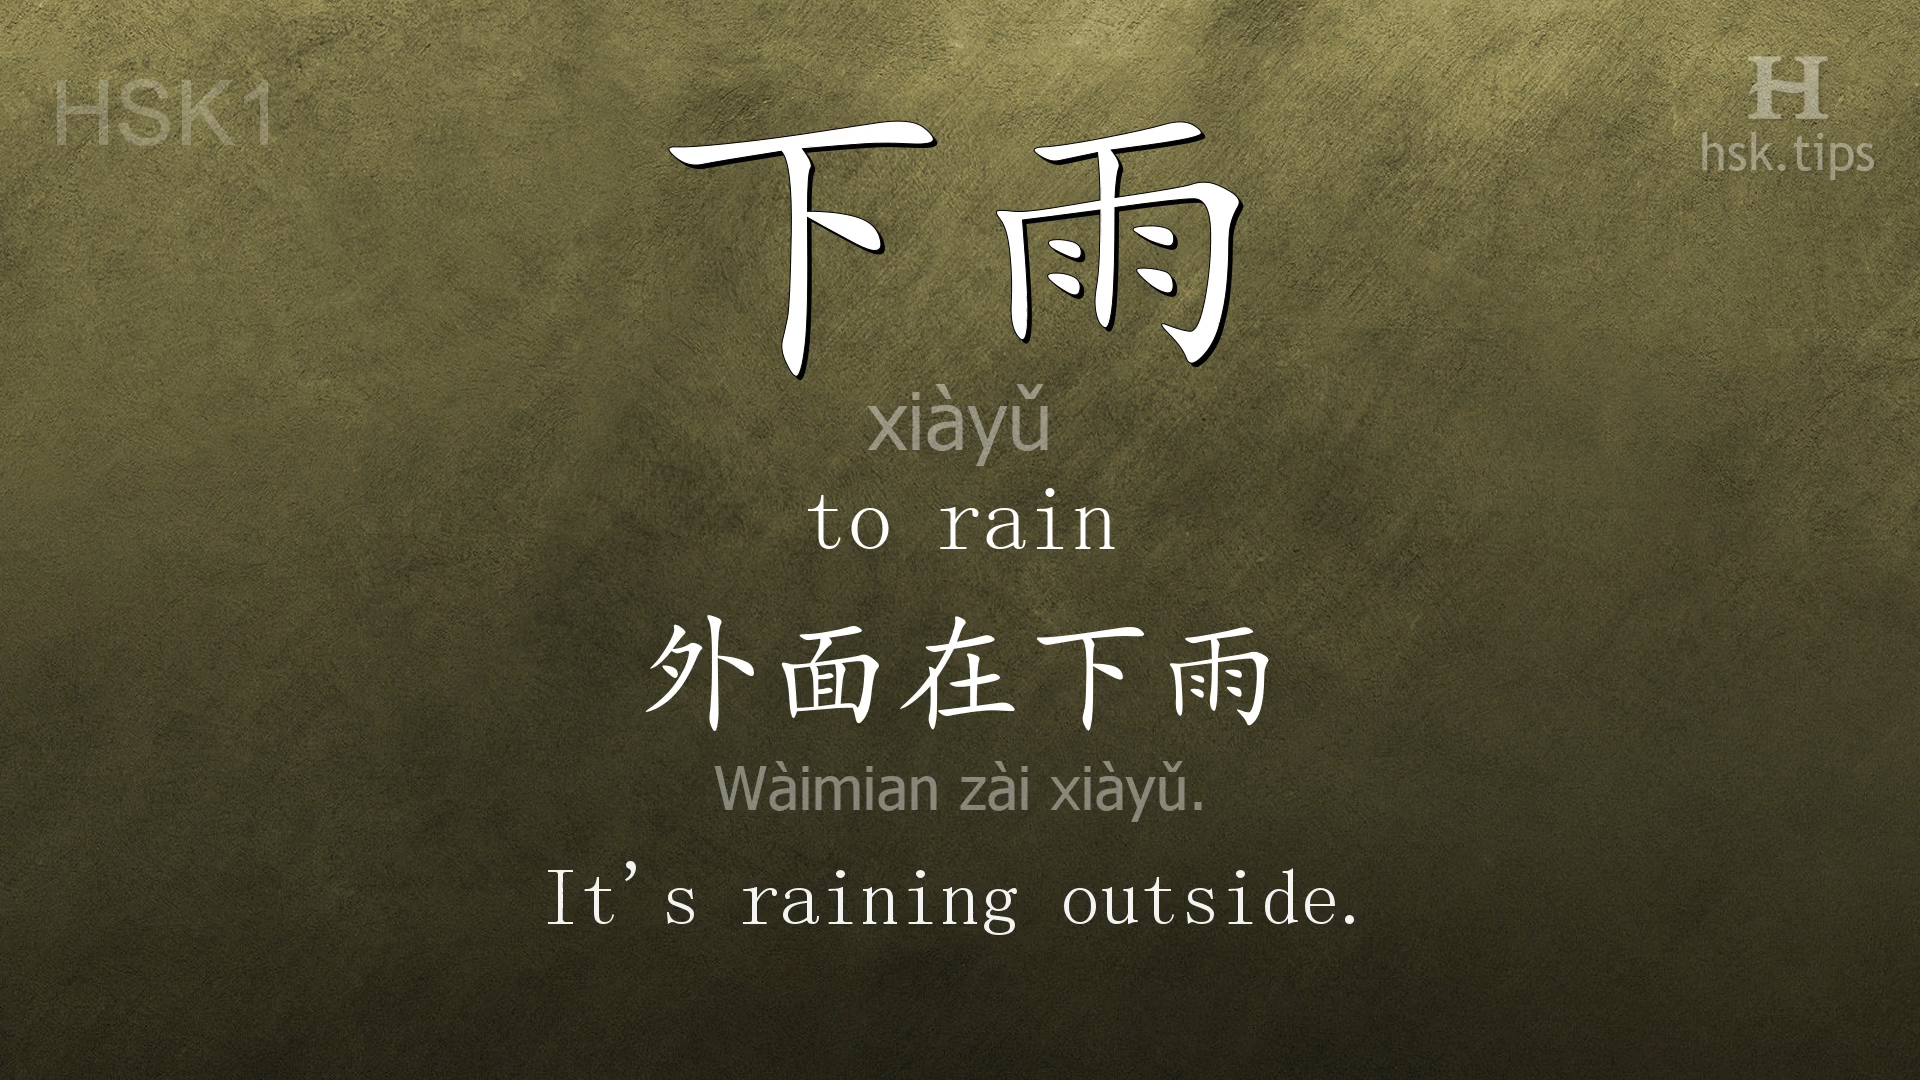 HSK1
H
hsk.tips
下雨
xiàyǔ
to rain
外面在下雨
Wàimian zài xiàyǔ.
It's raining outside.